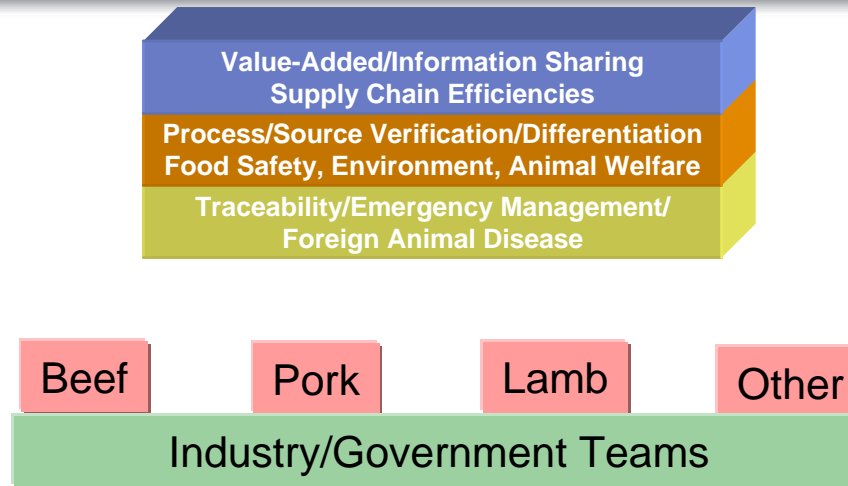 Value-Added/Information Sharing
Supply Chain Efficiencies
Process/Source Verification/Differentiation
Food Safety, Environment, Animal Welfare
Traceability/Emergency Management/
Foreign Animal Disease
Beef
Pork
Lamb
Other
Industry/Government Teams